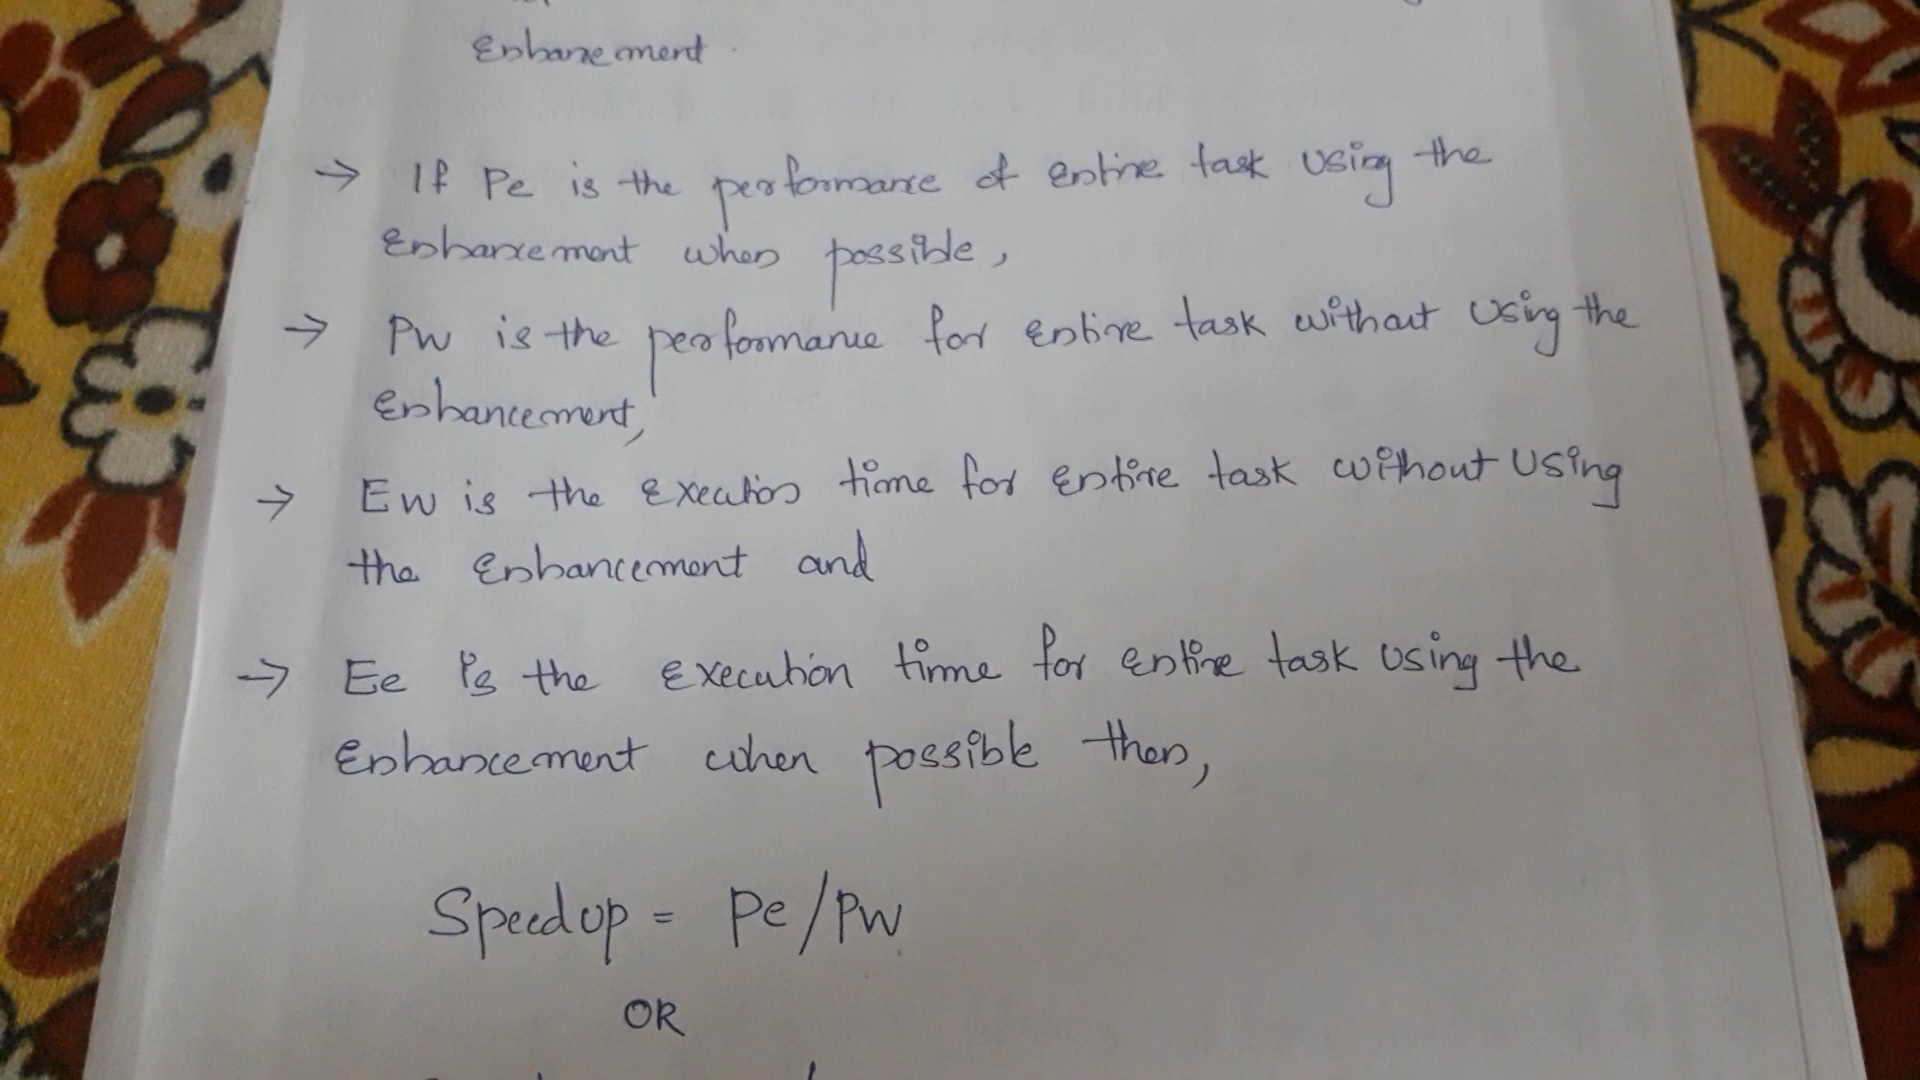 Enhancement.
→ If Pe is the performance of entire task using the
Enhancement when possible,
→ Pw is the performance for entire task without using the
Enhancement,
→ Ew is the Execution time for entire task without using
the Enhancement and
→ Ee is the Execution time for entire task using the
Enhancement when possible then,
Speedup = Pe/Pw
OR